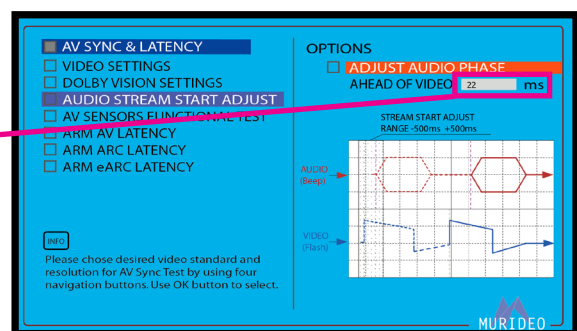 AV SYNC & LATENCY
VIDEO SETTINGS
DOLBY VISION SETTINGS
AUDIO STREAM START ADJUST
AV SENSORS FUNCTIONAL TEST
ARM AV LATENCY
ARM ARC LATENCY
ARM eARC LATENCY
INFO
Please chose desired video standard and
resolution for AV Sync Test by using four
navigation buttons. Use OK button to select.
OPTIONS
ADJUST AUDIO PHASE
AHEAD OF VIDEO 22 ms
STREAM START ADJUST
RANGE -500ms +500ms
AUDIO
(Beep)
VIDEO
(Flash)
MURIDEO